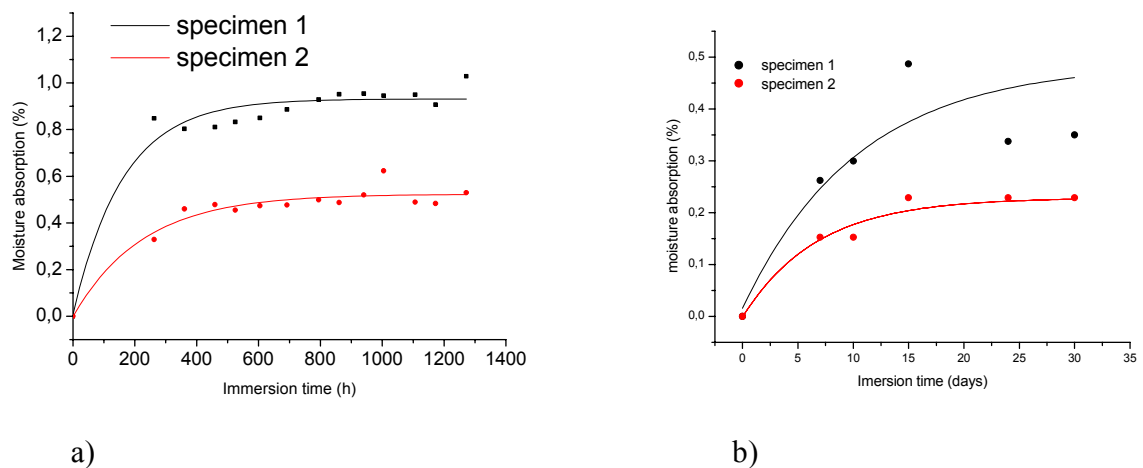 specimen 1
specimen 2
1,2
1,0
0,8
0,6
0,4
0,2
0,0
Moisture absorption (%)
0 200 400 600 800 1000 1200 1400
Immersion time (h)
a)
specimen 1
specimen 2
0,5
0,4
0,3
0,2
0,1
0,0
moisture absorption (%)
0 5 10 15 20 25 30 35
Imersion time (days)
b)